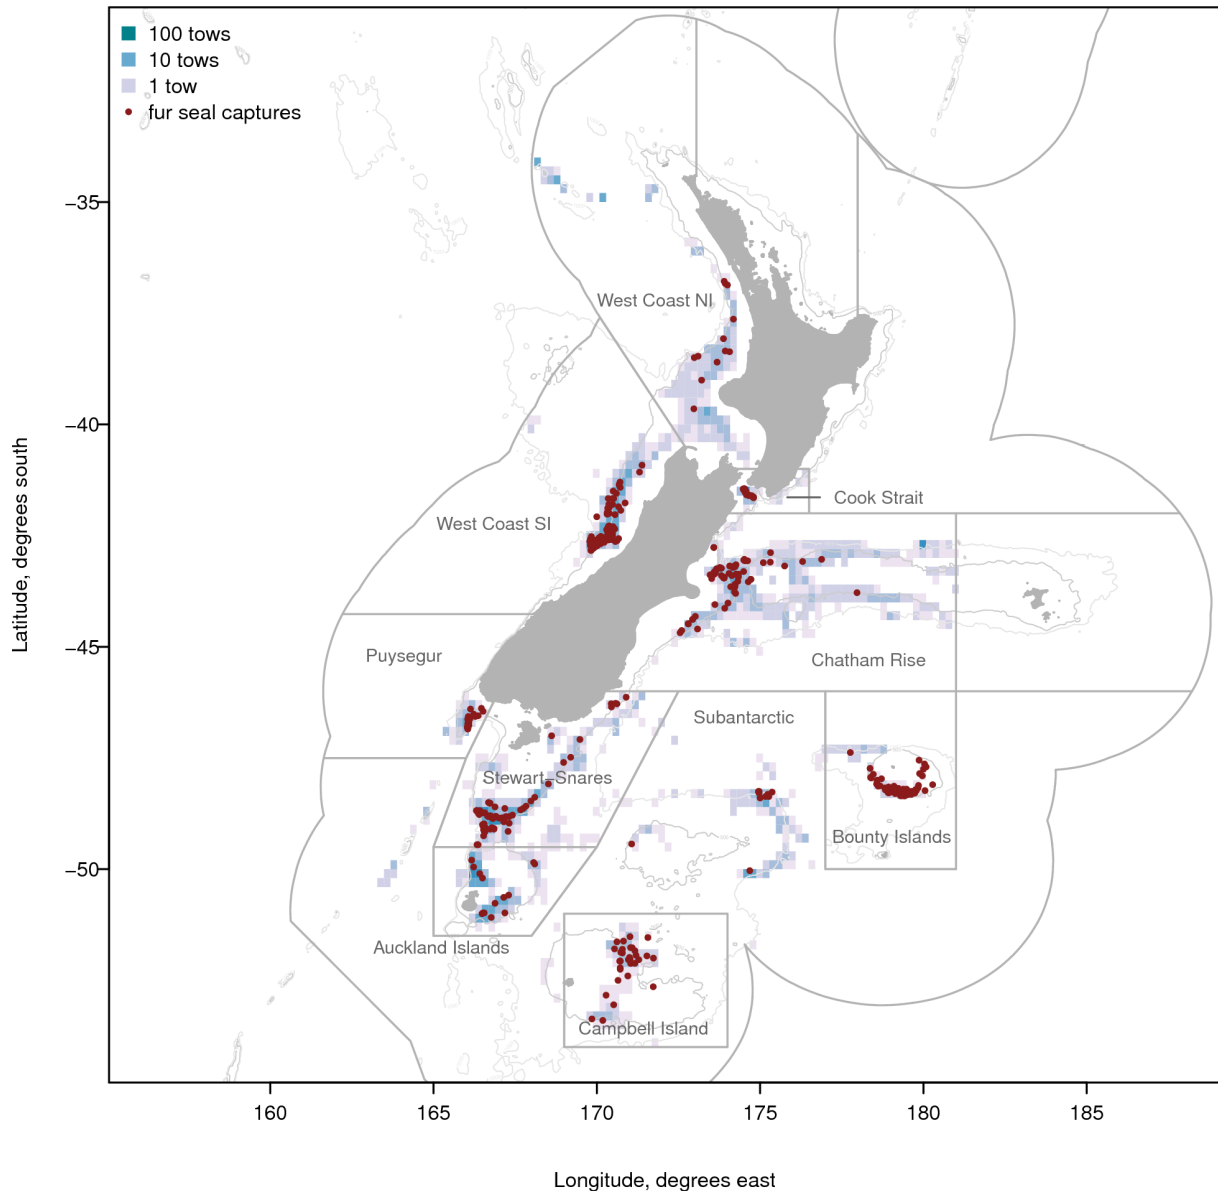 100 tows
10 tows
1 tow
fur seal captures
−35
−40
−45
−50
Latitude, degrees south
West Coast NI
Cook Strait
West Coast SI
Puysegur
Chatham Rise
Subantarctic
Stewart−Snares
Bounty Islands
Auckland Islands
Campbell Island
160
165
170
175
180
185
Longitude, degrees east